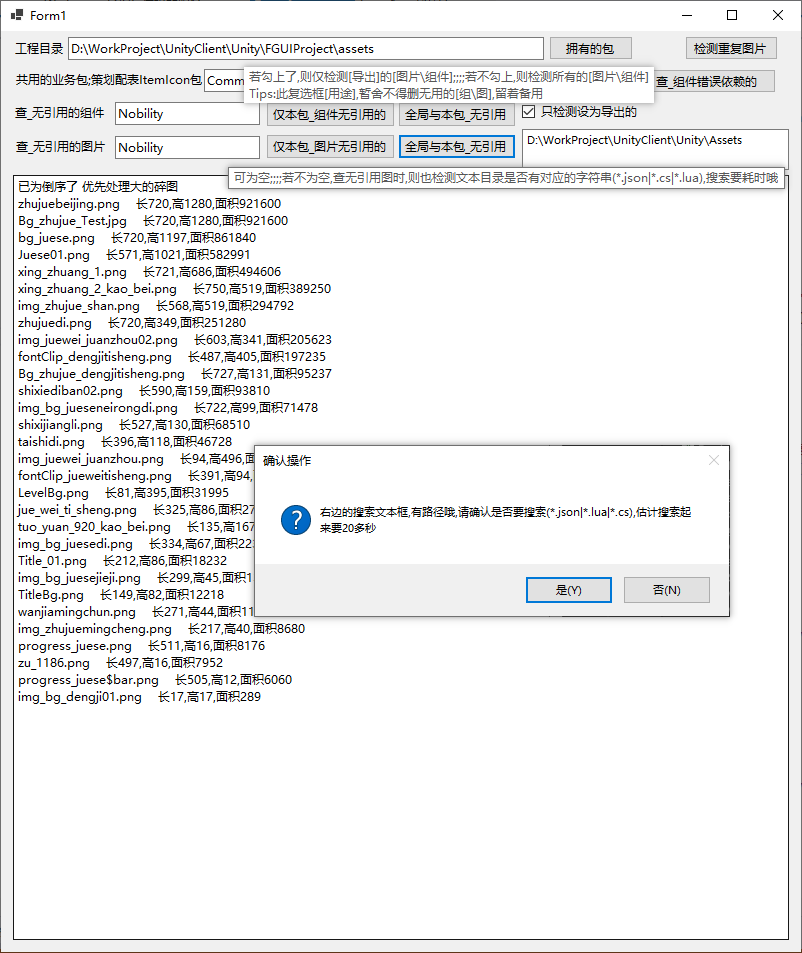 Form1
工程目录 D:\WorkProject\UnityClient\Unity\FGUIProject\assets 拥有的包 检测重复图片
共用的业务包;策划配表ItemIcon包 Comm
若勾上了,则仅检测[导出]的[图片\组件];;;;若不勾上,则检测所有的[图片\组件]
Tips:此复选框[用途],暂舍不得删无用的[组\图],留着备用
查_组件错误依赖的
查_无引用的组件 Nobility 仅本包_组件无引用的 全局与本包_无引用 只检测设为导出的
查_无引用的图片 Nobility 仅本包_图片无引用的 全局与本包_无引用 D:\WorkProject\UnityClient\Unity\Assets
可为空;;;;若不为空,查无引用图时,则也检测文本目录是否有对应的字符串(*.json|*.cs|*.lua),搜索要耗时哦
已为倒序了 优先处理大的碎图
zhujuebeijing.png 长720,高1280,面积921600
Bg_zhujue_Test.jpg 长720,高1280,面积921600
bg_juese.png 长720,高1197,面积861840
Juese01.png 长571,高1021,面积582991
xing_zhuang_1.png 长721,高686,面积494606
xing_zhuang_2_kao_bei.png 长750,高519,面积389250
img_zhujue_shan.png 长568,高519,面积294792
zhujuedi.png 长720,高349,面积251280
img_juewei_juanzhou02.png 长603,高341,面积205623
fontClip_dengjitisheng.png 长487,高405,面积197235
Bg_zhujue_dengjitisheng.png 长727,高131,面积95237
shixiediban02.png 长590,高159,面积93810
img_bg_jueseneirongdi.png 长722,高99,面积71478
shixijiangli.png 长527,高130,面积68510
taishidi.png 长396,高118,面积46728
img_juewei_juanzhou.png 长94,高496,面
fontClip_jueweitisheng.png 长391,高94,
LevelBg.png 长81,高395,面积31995
jue_wei_ti_sheng.png 长325,高86,面积27
tuo_yuan_920_kao_bei.png 长135,高167
img_bg_juesedi.png 长334,高67,面积223
Title_01.png 长212,高86,面积18232
img_bg_juesejieji.png 长299,高45,面积1
TitleBg.png 长149,高82,面积12218
wanjiamingchun.png 长271,高44,面积11
img_zhujuemingcheng.png 长217,高40,面积8680
progress_juese.png 长511,高16,面积8176
zu_1186.png 长497,高16,面积7952
progress_juese$bar.png 长505,高12,面积6060
img_bg_dengji01.png 长17,高17,面积289
确认操作
右边的搜索文本框,有路径哦,请确认是否要搜索(*.json|*.lua|*.cs),估计搜索起
来要20多秒
是(Y) 否(N)